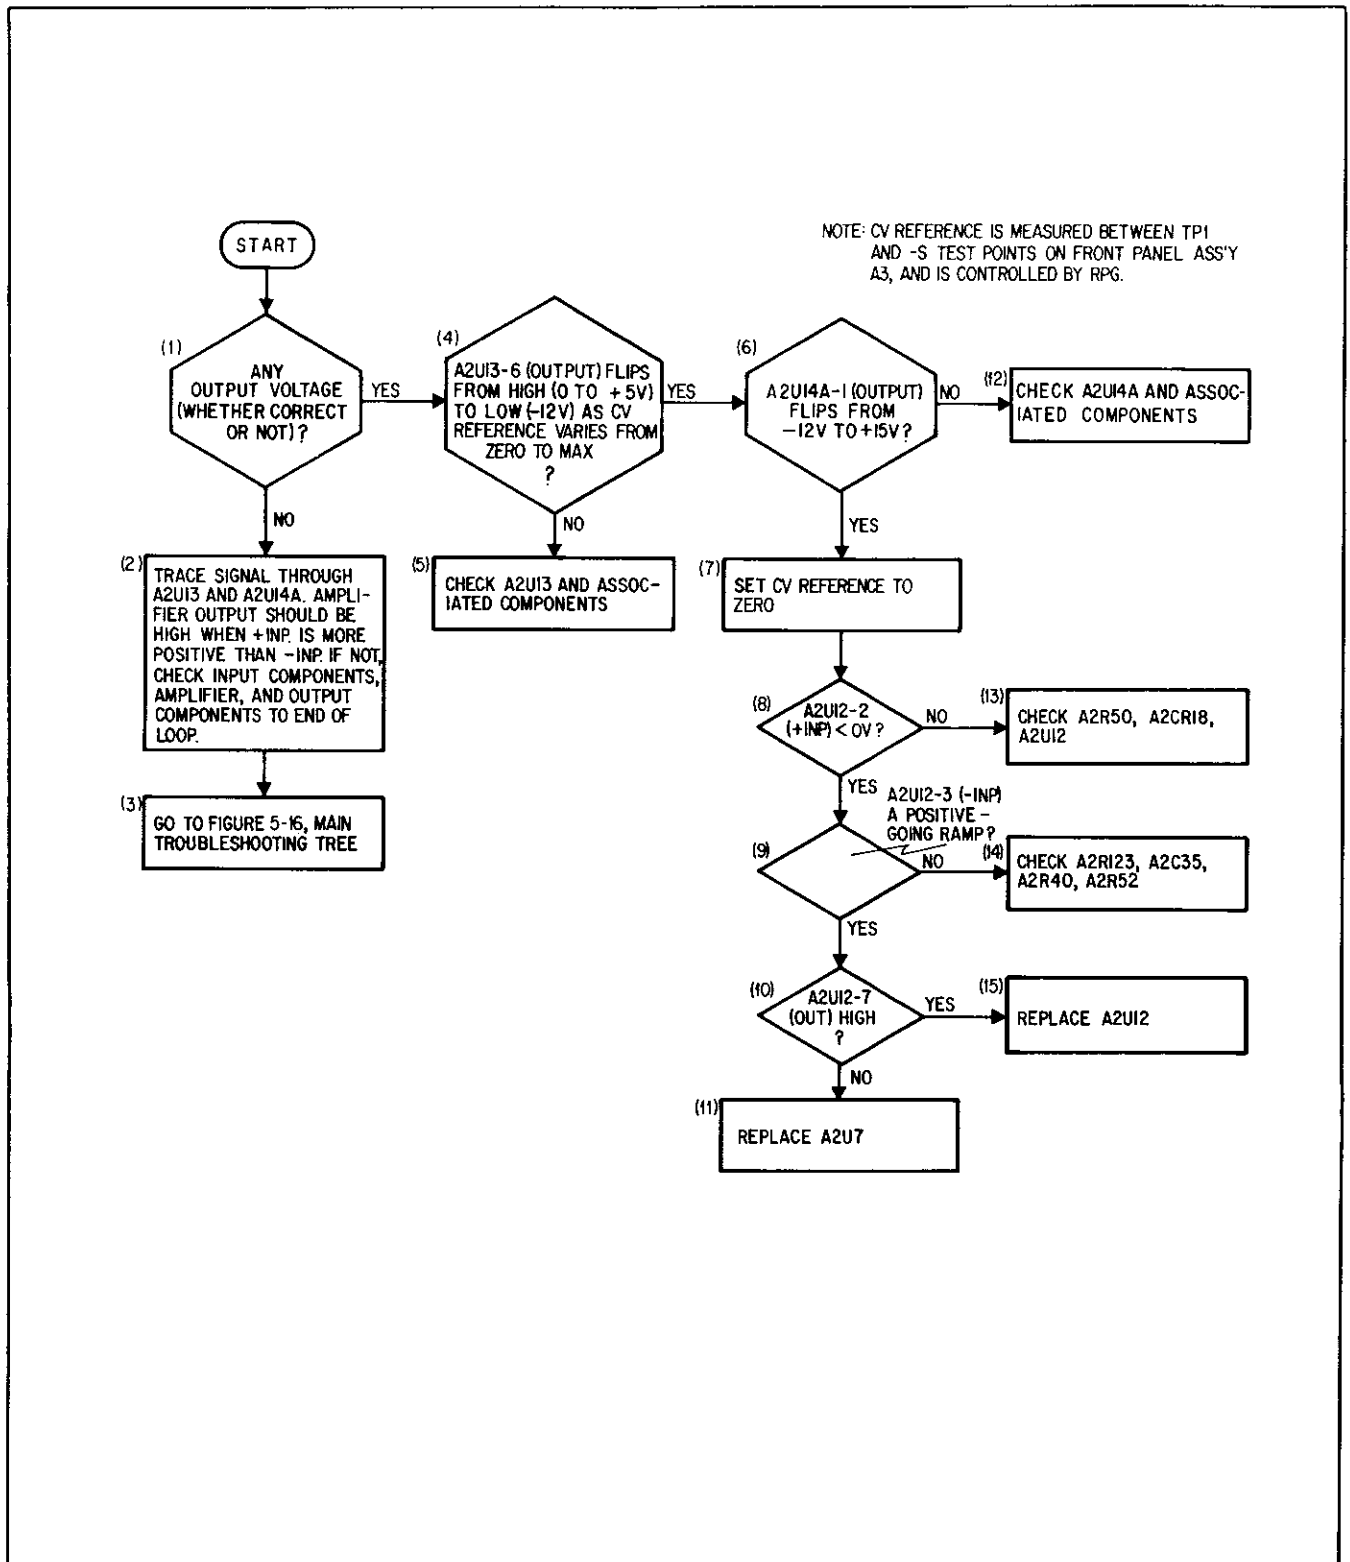 START
NOTE: CV REFERENCE IS MEASURED BETWEEN TP1
AND -S TEST POINTS ON FRONT PANEL ASS'Y
A3, AND IS CONTROLLED BY RPG.
(1)
ANY
OUTPUT VOLTAGE
(WHETHER CORRECT
OR NOT)?
YES
NO
(4)
A2U13-6 (OUTPUT) FLIPS
FROM HIGH (0 TO +5V)
TO LOW (-12V) AS CV
REFERENCE VARIES FROM
ZERO TO MAX
?
YES
NO
(6)
A2U14A-1 (OUTPUT)
FLIPS FROM
-12V TO +15V?
NO
YES
(12)
CHECK A2U14A AND ASSOC-
IATED COMPONENTS
(2)
TRACE SIGNAL THROUGH
A2U13 AND A2U14A. AMPLI-
FIER OUTPUT SHOULD BE
HIGH WHEN +INP. IS MORE
POSITIVE THAN -INP. IF NOT,
CHECK INPUT COMPONENTS,
AMPLIFIER, AND OUTPUT
COMPONENTS TO END OF
LOOP.
(5)
CHECK A2U13 AND ASSOC-
IATED COMPONENTS
(7)
SET CV REFERENCE TO
ZERO
(3)
GO TO FIGURE 5-16, MAIN
TROUBLESHOOTING TREE
(8)
A2U12-2
(+INP) < 0V?
NO
YES
(13)
CHECK A2R50, A2CR18,
A2U12
A2U12-3 (-INP)
A POSITIVE -
GOING RAMP?
(9)
NO
YES
(14)
CHECK A2R123, A2C35,
A2R40, A2R52
(10)
A2U12-7
(OUT) HIGH
?
YES
NO
(15)
REPLACE A2U12
(11)
REPLACE A2U7